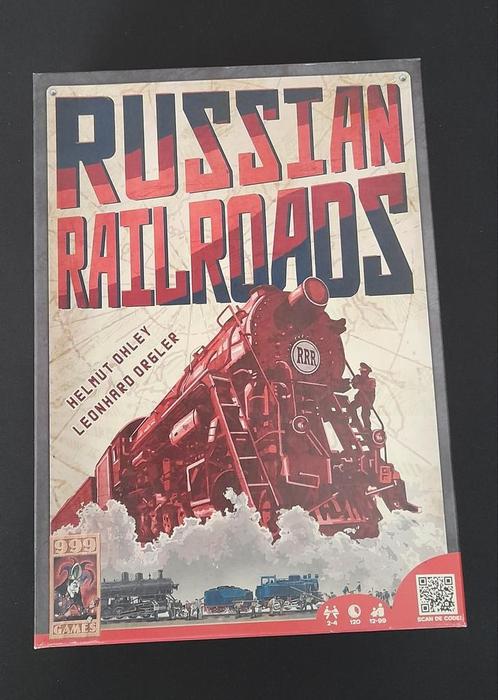 RUSSIAN
RAILROADS
HELMUT OHLEY
LEONHARD ORGLER
RRR
999
GAMES
2-4
120
12-99
SCAN DE CODE!